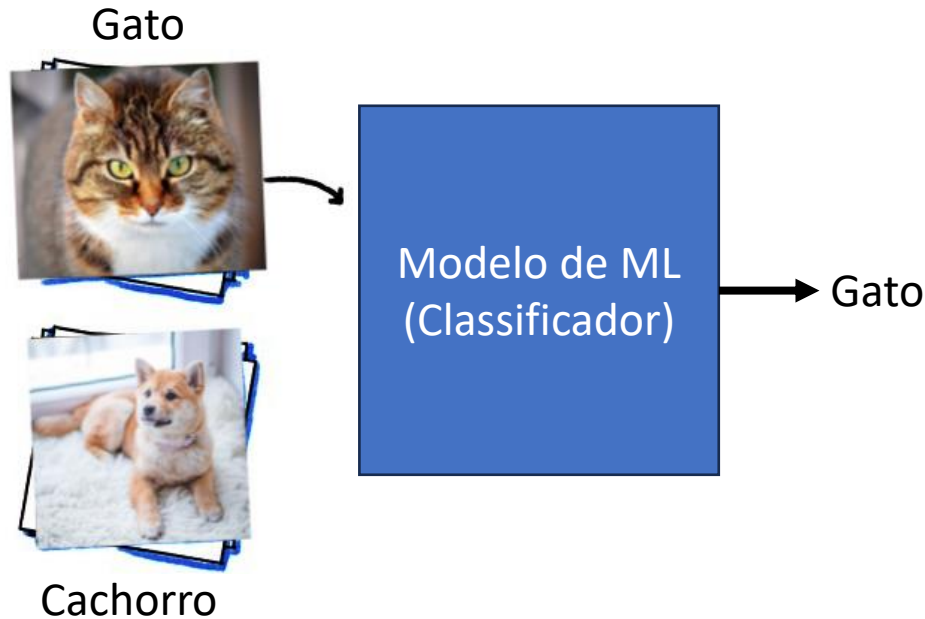 Gato
Modelo de ML
(Classificador)
Gato
Cachorro